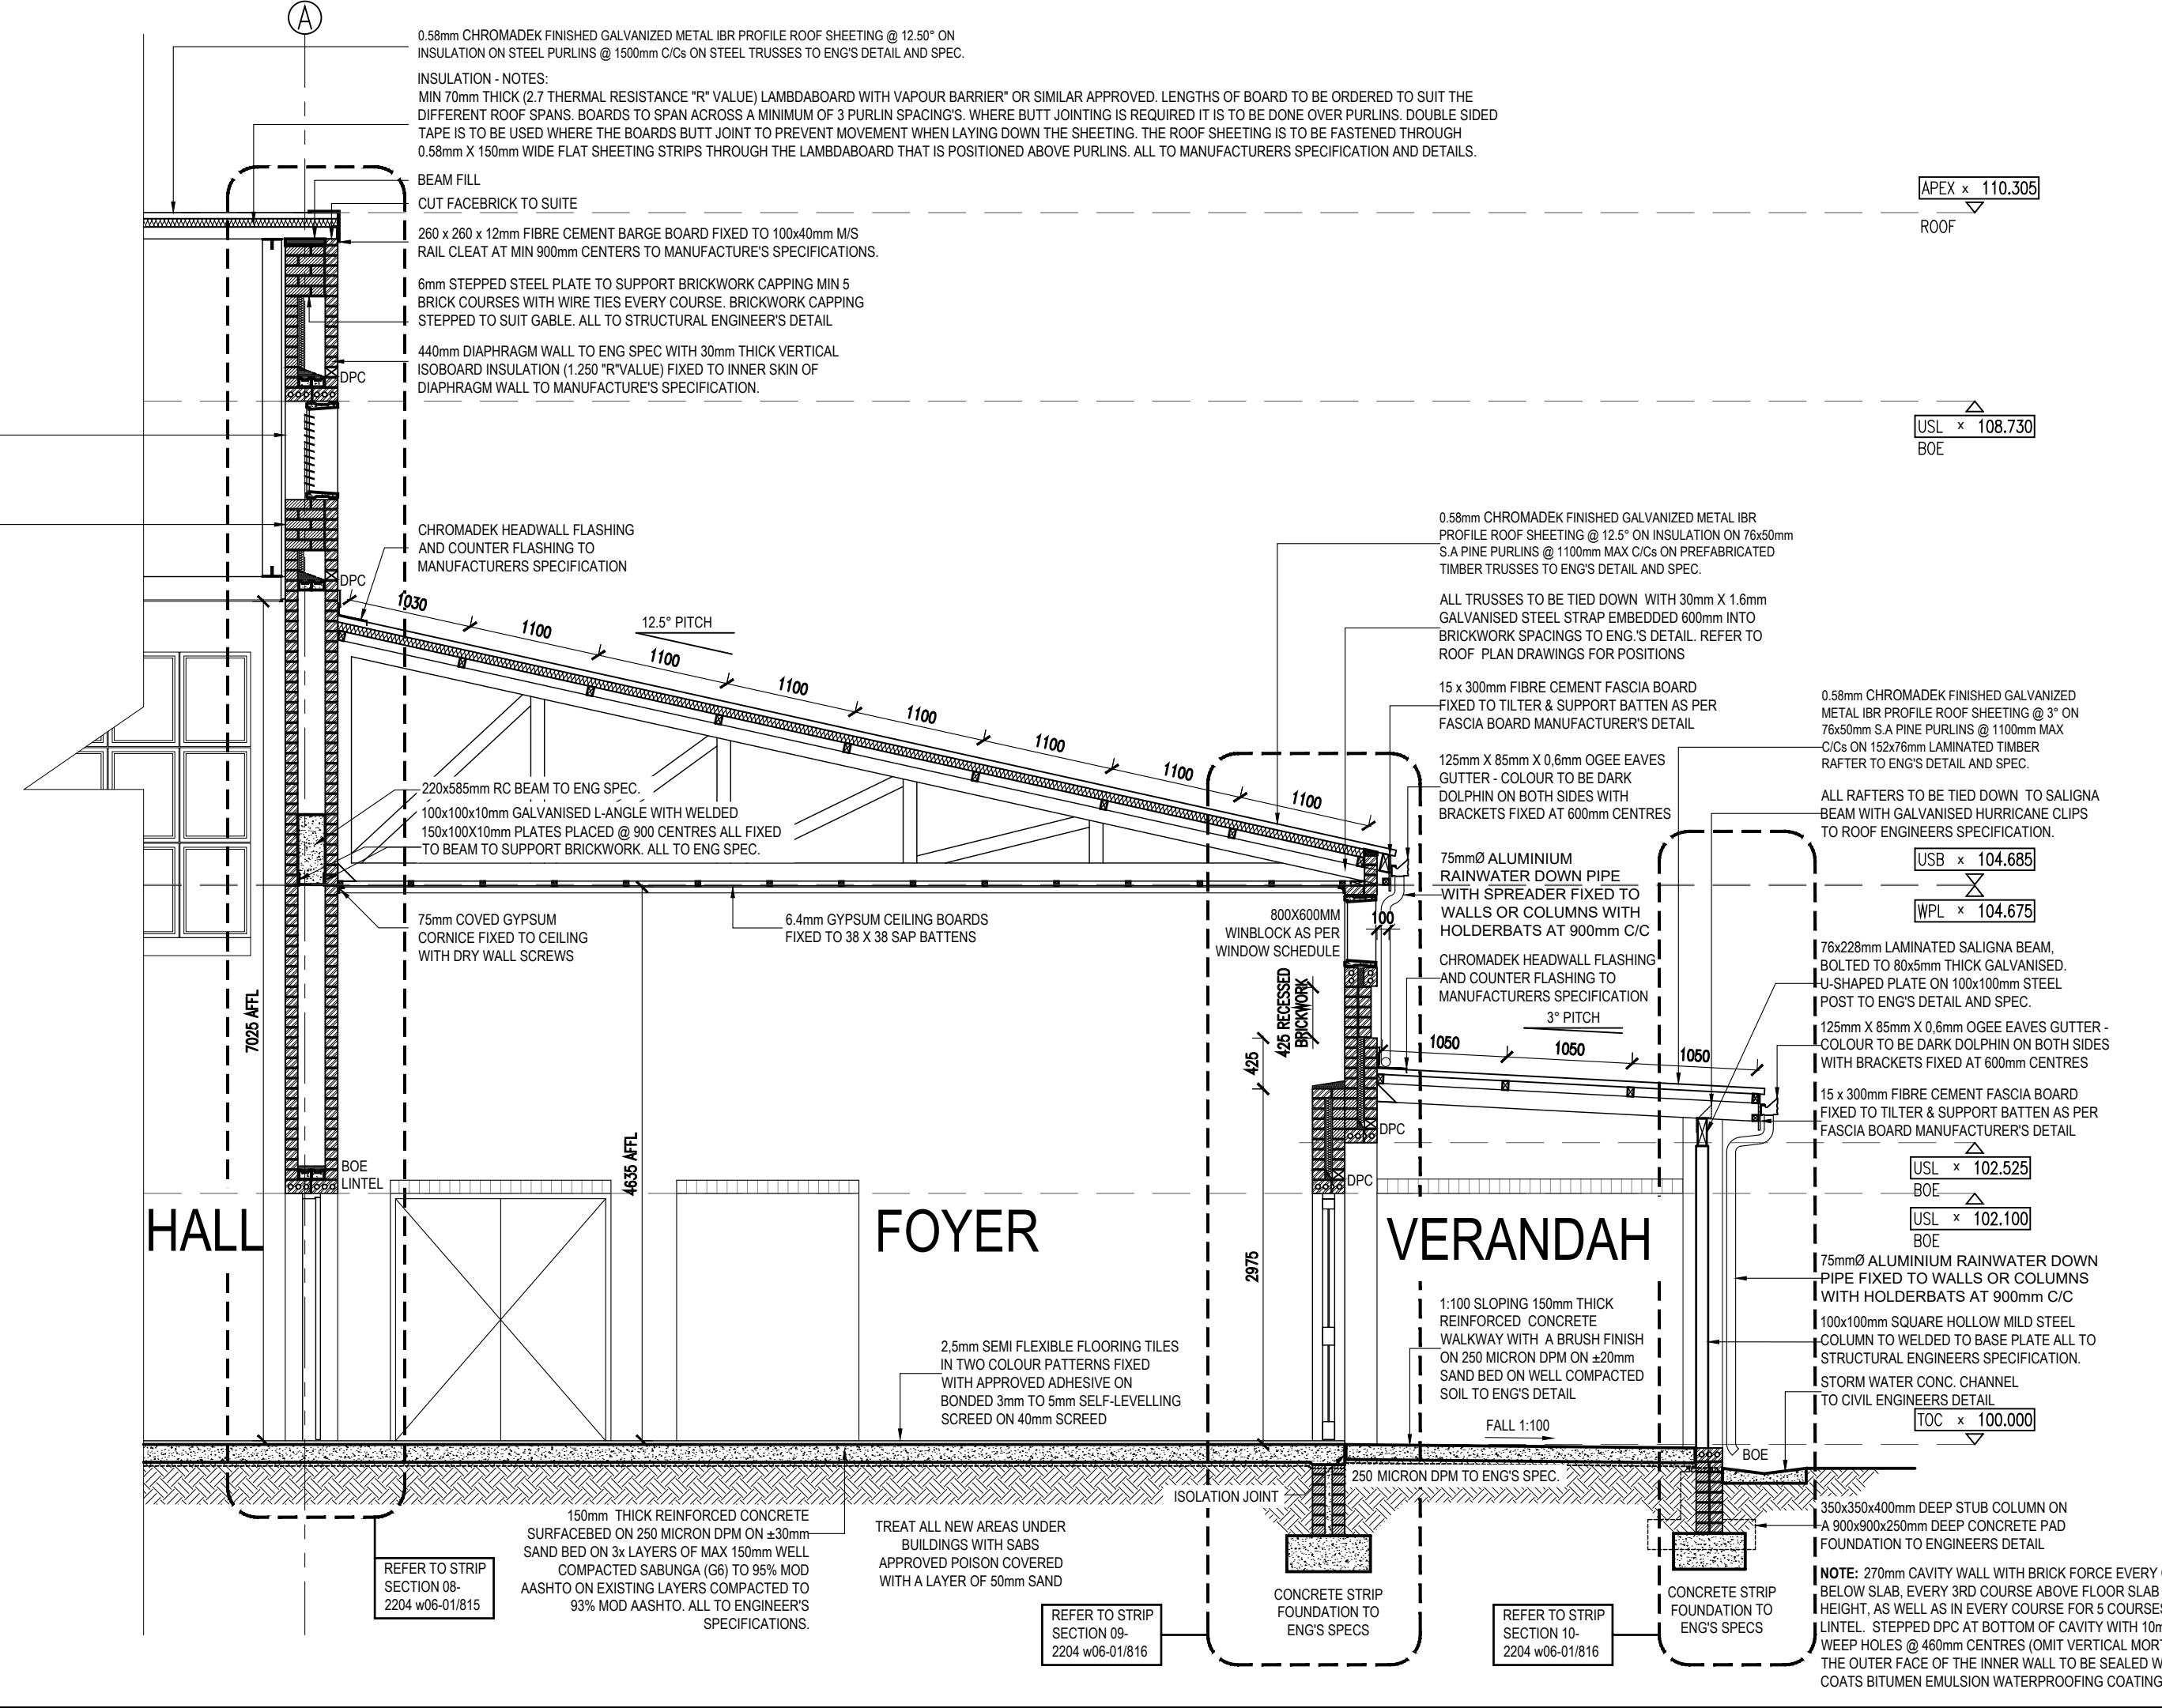 A
0.58mm CHROMADEK FINISHED GALVANIZED METAL IBR PROFILE ROOF SHEETING @ 12.50° ON
INSULATION ON STEEL PURLINS @ 1500mm C/Cs ON STEEL TRUSSES TO ENG'S DETAIL AND SPEC.
INSULATION - NOTES:
MIN 70mm THICK (2.7 THERMAL RESISTANCE "R" VALUE) LAMBDABOARD WITH VAPOUR BARRIER" OR SIMILAR APPROVED. LENGTHS OF BOARD TO BE ORDERED TO SUIT THE
DIFFERENT ROOF SPANS. BOARDS TO SPAN ACROSS A MINIMUM OF 3 PURLIN SPACING'S. WHERE BUTT JOINTING IS REQUIRED IT IS TO BE DONE OVER PURLINS. DOUBLE SIDED
TAPE IS TO BE USED WHERE THE BOARDS BUTT JOINT TO PREVENT MOVEMENT WHEN LAYING DOWN THE SHEETING. THE ROOF SHEETING IS TO BE FASTENED THROUGH
0.58mm X 150mm WIDE FLAT SHEETING STRIPS THROUGH THE LAMBDABOARD THAT IS POSITIONED ABOVE PURLINS. ALL TO MANUFACTURERS SPECIFICATION AND DETAILS.
BEAM FILL
CUT FACEBRICK TO SUITE
260 x 260 x 12mm FIBRE CEMENT BARGE BOARD FIXED TO 100x40mm M/S
RAIL CLEAT AT MIN 900mm CENTERS TO MANUFACTURE'S SPECIFICATIONS.
6mm STEPPED STEEL PLATE TO SUPPORT BRICKWORK CAPPING MIN 5
BRICK COURSES WITH WIRE TIES EVERY COURSE. BRICKWORK CAPPING
STEPPED TO SUIT GABLE. ALL TO STRUCTURAL ENGINEER'S DETAIL
440mm DIAPHRAGM WALL TO ENG SPEC WITH 30mm THICK VERTICAL
ISOBOARD INSULATION (1.250 "R"VALUE) FIXED TO INNER SKIN OF
DIAPHRAGM WALL TO MANUFACTURE'S SPECIFICATION.
DPC
APEX x 110.305
ROOF
USL x 108.730
BOE
CHROMADEK HEADWALL FLASHING
AND COUNTER FLASHING TO
MANUFACTURERS SPECIFICATION
DPC
1030
1100
1100
1100
1100
1100
1100
1100
12.5° PITCH
0.58mm CHROMADEK FINISHED GALVANIZED METAL IBR
PROFILE ROOF SHEETING @ 12.5° ON INSULATION ON 76x50mm
S.A PINE PURLINS @ 1100mm MAX C/Cs ON PREFABRICATED
TIMBER TRUSSES TO ENG'S DETAIL AND SPEC.
ALL TRUSSES TO BE TIED DOWN WITH 30mm X 1.6mm
GALVANISED STEEL STRAP EMBEDDED 600mm INTO
BRICKWORK SPACINGS TO ENG.'S DETAIL. REFER TO
ROOF PLAN DRAWINGS FOR POSITIONS
15 x 300mm FIBRE CEMENT FASCIA BOARD
FIXED TO TILTER & SUPPORT BATTEN AS PER
FASCIA BOARD MANUFACTURER'S DETAIL
125mm X 85mm X 0,6mm OGEE EAVES
GUTTER - COLOUR TO BE DARK
DOLPHIN ON BOTH SIDES WITH
BRACKETS FIXED AT 600mm CENTRES
75mmØ ALUMINIUM
RAINWATER DOWN PIPE
WITH SPREADER FIXED TO
WALLS OR COLUMNS WITH
HOLDERBATS AT 900mm C/C
CHROMADEK HEADWALL FLASHING
AND COUNTER FLASHING TO
MANUFACTURERS SPECIFICATION
3° PITCH
1050
1050
1050
0.58mm CHROMADEK FINISHED GALVANIZED
METAL IBR PROFILE ROOF SHEETING @ 3° ON
76x50mm S.A PINE PURLINS @ 1100mm MAX
C/Cs ON 152x76mm LAMINATED TIMBER
RAFTER TO ENG'S DETAIL AND SPEC.
ALL RAFTERS TO BE TIED DOWN TO SALIGNA
BEAM WITH GALVANISED HURRICANE CLIPS
TO ROOF ENGINEERS SPECIFICATION.
USB x 104.685
WPL x 104.675
76x228mm LAMINATED SALIGNA BEAM,
BOLTED TO 80x5mm THICK GALVANISED.
U-SHAPED PLATE ON 100x100mm STEEL
POST TO ENG'S DETAIL AND SPEC.
125mm X 85mm X 0,6mm OGEE EAVES GUTTER -
COLOUR TO BE DARK DOLPHIN ON BOTH SIDES
WITH BRACKETS FIXED AT 600mm CENTRES
15 x 300mm FIBRE CEMENT FASCIA BOARD
FIXED TO TILTER & SUPPORT BATTEN AS PER
FASCIA BOARD MANUFACTURER'S DETAIL
USL x 102.525
BOE
USL x 102.100
BOE
75mmØ ALUMINIUM RAINWATER DOWN
PIPE FIXED TO WALLS OR COLUMNS
WITH HOLDERBATS AT 900mm C/C
100x100mm SQUARE HOLLOW MILD STEEL
COLUMN TO WELDED TO BASE PLATE ALL TO
STRUCTURAL ENGINEERS SPECIFICATION.
STORM WATER CONC. CHANNEL
TO CIVIL ENGINEERS DETAIL
TOC x 100.000
220x585mm RC BEAM TO ENG SPEC.
100x100x10mm GALVANISED L-ANGLE WITH WELDED
150x100X10mm PLATES PLACED @ 900 CENTRES ALL FIXED
TO BEAM TO SUPPORT BRICKWORK. ALL TO ENG SPEC.
75mm COVED GYPSUM
CORNICE FIXED TO CEILING
WITH DRY WALL SCREWS
6.4mm GYPSUM CEILING BOARDS
FIXED TO 38 X 38 SAP BATTENS
800X600MM
WINBLOCK AS PER
WINDOW SCHEDULE
100
425 RECESSED
BRICKWORK
425
2975
7025 AFFL
4635 AFFL
BOE
LINTEL
DPC
DPC
HALL
FOYER
VERANDAH
2,5mm SEMI FLEXIBLE FLOORING TILES
IN TWO COLOUR PATTERNS FIXED
WITH APPROVED ADHESIVE ON
BONDED 3mm TO 5mm SELF-LEVELLING
SCREED ON 40mm SCREED
1:100 SLOPING 150mm THICK
REINFORCED CONCRETE
WALKWAY WITH A BRUSH FINISH
ON 250 MICRON DPM ON ±20mm
SAND BED ON WELL COMPACTED
SOIL TO ENG'S DETAIL
FALL 1:100
BOE
250 MICRON DPM TO ENG'S SPEC.
ISOLATION JOINT
150mm THICK REINFORCED CONCRETE
SURFACEBED ON 250 MICRON DPM ON ±30mm
SAND BED ON 3x LAYERS OF MAX 150mm WELL
COMPACTED SABUNGA (G6) TO 95% MOD
AASHTO ON EXISTING LAYERS COMPACTED TO
93% MOD AASHTO. ALL TO ENGINEER'S
SPECIFICATIONS.
TREAT ALL NEW AREAS UNDER
BUILDINGS WITH SABS
APPROVED POISON COVERED
WITH A LAYER OF 50mm SAND
REFER TO STRIP
SECTION 08-
2204 w06-01/815
REFER TO STRIP
SECTION 09-
2204 w06-01/816
CONCRETE STRIP
FOUNDATION TO
ENG'S SPECS
REFER TO STRIP
SECTION 10-
2204 w06-01/816
CONCRETE STRIP
FOUNDATION TO
ENG'S SPECS
350x350x400mm DEEP STUB COLUMN ON
A 900x900x250mm DEEP CONCRETE PAD
FOUNDATION TO ENGINEERS DETAIL
NOTE: 270mm CAVITY WALL WITH BRICK FORCE EVERY
BELOW SLAB, EVERY 3RD COURSE ABOVE FLOOR SLAB
HEIGHT, AS WELL AS IN EVERY COURSE FOR 5 COURSES
LINTEL. STEPPED DPC AT BOTTOM OF CAVITY WITH
WEEP HOLES @ 460mm CENTRES (OMIT VERTICAL
THE OUTER FACE OF THE INNER WALL TO BE SEALED
COATS BITUMEN EMULSION WATERPROOFING COATING